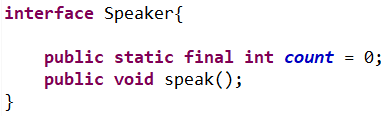 interface Speaker{
public static final int count = 0;
public void speak();
}